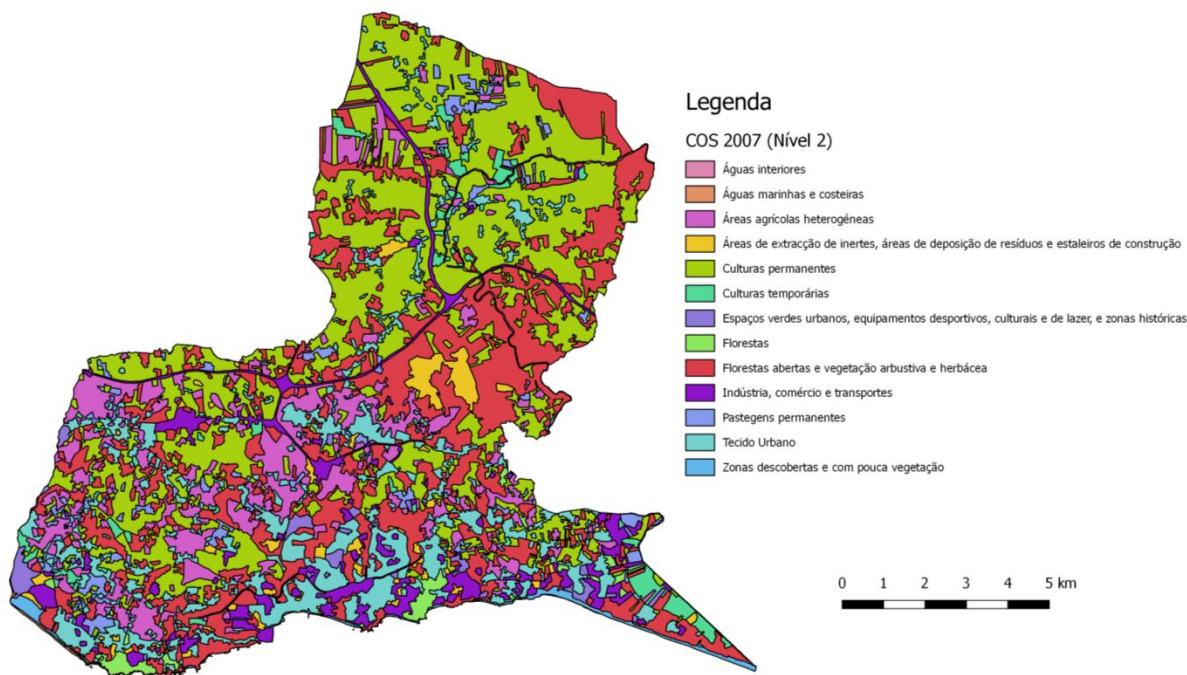 Legenda
COS 2007 (Nível 2)
Águas interiores
Águas marinhas e costeiras
Áreas agrícolas heterogéneas
Áreas de extracção de inertes, áreas de deposição de resíduos e estaleiros de construção
Culturas permanentes
Culturas temporárias
Espaços verdes urbanos, equipamentos desportivos, culturais e de lazer, e zonas históricas
Florestas
Florestas abertas e vegetação arbustiva e herbácea
Indústria, comércio e transportes
Pastegens permanentes
Tecido Urbano
Zonas descobertas e com pouca vegetação
0 1 2 3 4 5 km